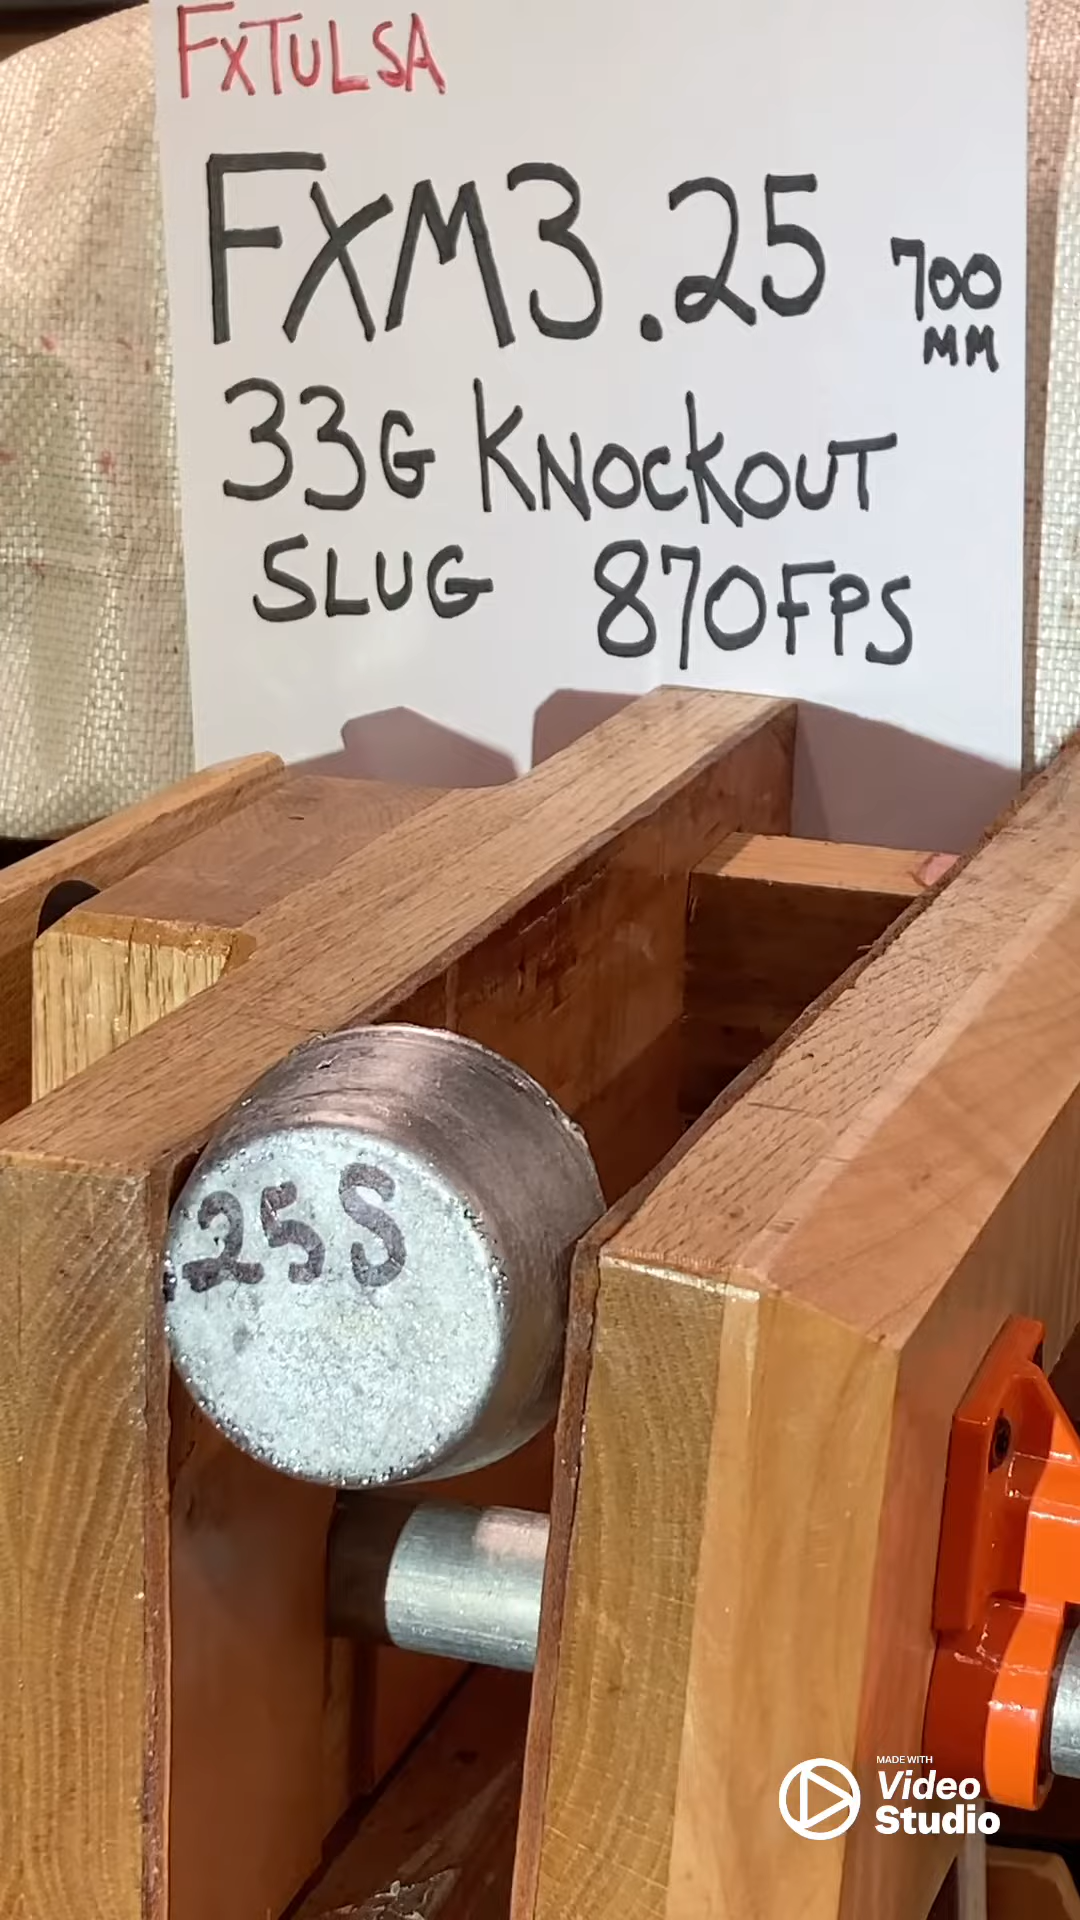 FXTULSA
FXM3.25 700
MM
33G KNOCKOUT
SLUG 870FPS
.25S
MADE WITH
Video
Studio